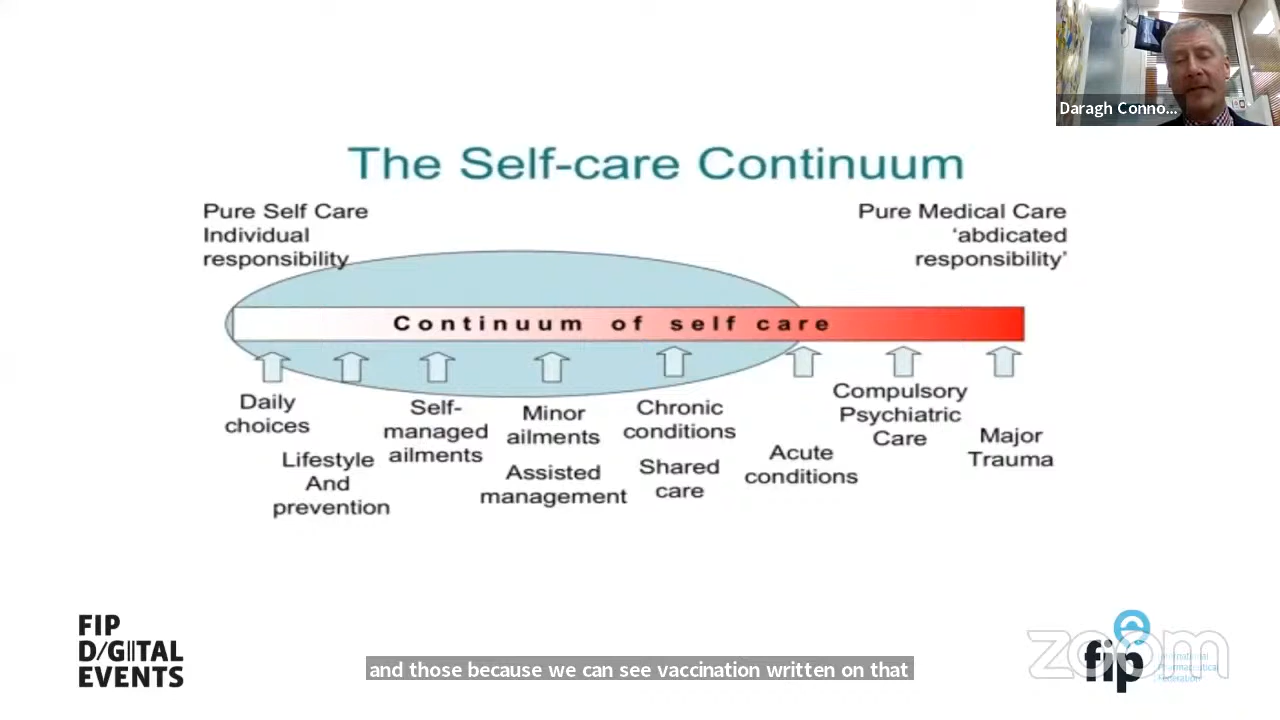 Daragh Conno...
The Self-care Continuum
Pure Self Care
Individual
responsibility
Pure Medical Care
‘abdicated
responsibility’
Continuum of self care
Daily
choices
Lifestyle
And
prevention
Self-
managed
ailments
Minor
ailments
Assisted
management
Chronic
conditions
Shared
care
Acute
conditions
Compulsory
Psychiatric
Care
Major
Trauma
FIP
D/G|TAL
EVENTS
and those because we can see vaccination written on that
zoom
fip
International
Pharmaceutical
Federation